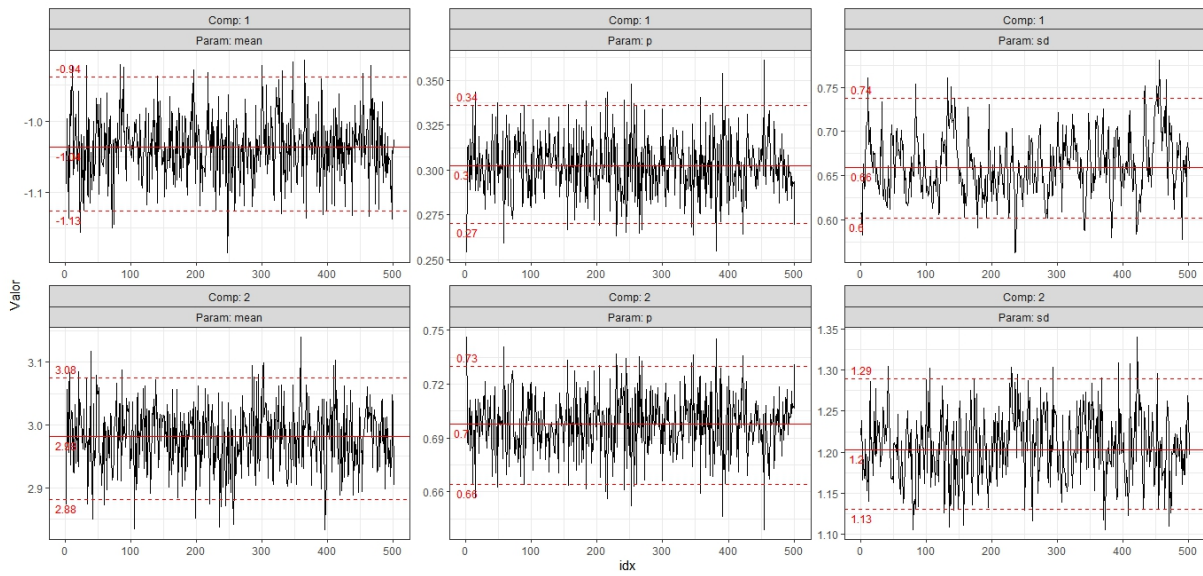 Comp: 1
Param: mean
-0.94
-1.04
-1.13
-1.0
-1.1
0 100 200 300 400 500
Comp: 1
Param: p
0.34
0.3
0.27
0.350
0.325
0.300
0.275
0.250
0 100 200 300 400 500
Comp: 1
Param: sd
0.74
0.66
0.6
0.75
0.70
0.65
0.60
0 100 200 300 400 500
Valor
Comp: 2
Param: mean
3.08
2.98
2.88
3.1
3.0
2.9
0 100 200 300 400 500
Comp: 2
Param: p
0.73
0.7
0.66
0.75
0.72
0.69
0.66
0 100 200 300 400 500
Comp: 2
Param: sd
1.29
1.2
1.13
1.35
1.30
1.25
1.20
1.15
1.10
0 100 200 300 400 500
idx